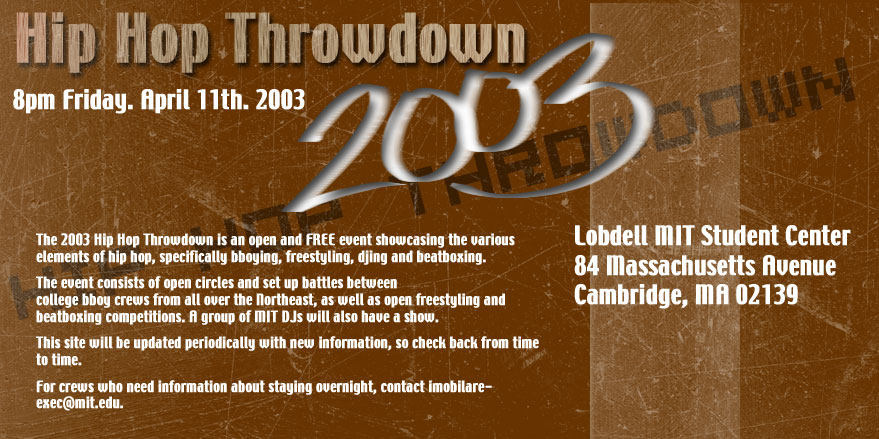 Hip Hop Throwdown
2003
8pm Friday. April 11th. 2003
HIP HOP THROWDOWN
The 2003 Hip Hop Throwdown is an open and FREE event showcasing the various
elements of hip hop, specifically bboying, freestyling, djing and beatboxing.
The event consists of open circles and set up battles between
college bboy crews from all over the Northeast, as well as open freestyling and
beatboxing competitions. A group of MIT DJs will also have a show.
This site will be updated periodically with new information, so check back from time
to time.
For crews who need information about staying overnight, contact imobilare-
exec@mit.edu.
Lobdell MIT Student Center
84 Massachusetts Avenue
Cambridge, MA 02139